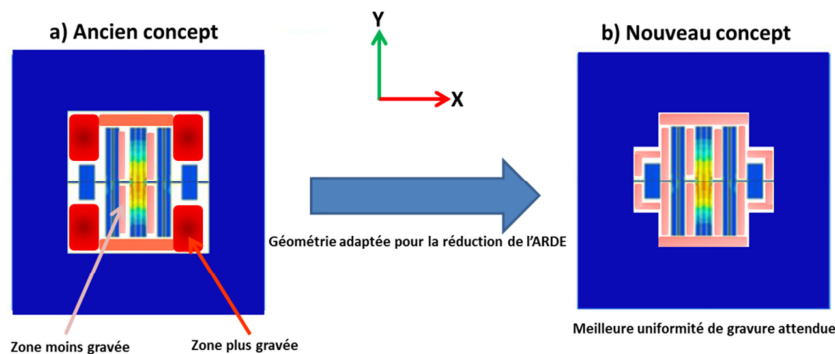 a) Ancien concept
Y
X
b) Nouveau concept
Géométrie adaptée pour la réduction de l'ARDE
Zone moins gravée
Zone plus gravée
Meilleure uniformité de gravure attendue